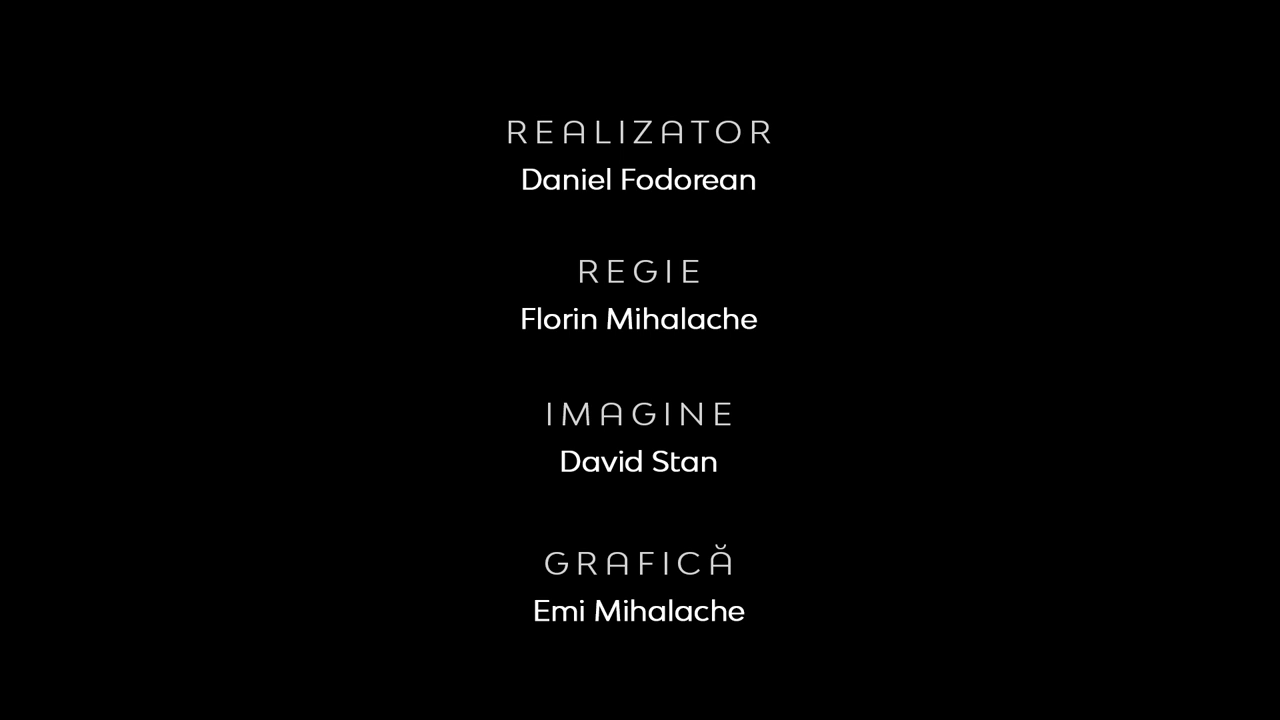 REALIZATOR
Daniel Fodorean
REGIE
Florin Mihalache
IMAGINE
David Stan
GRAFICĂ
Emi Mihalache